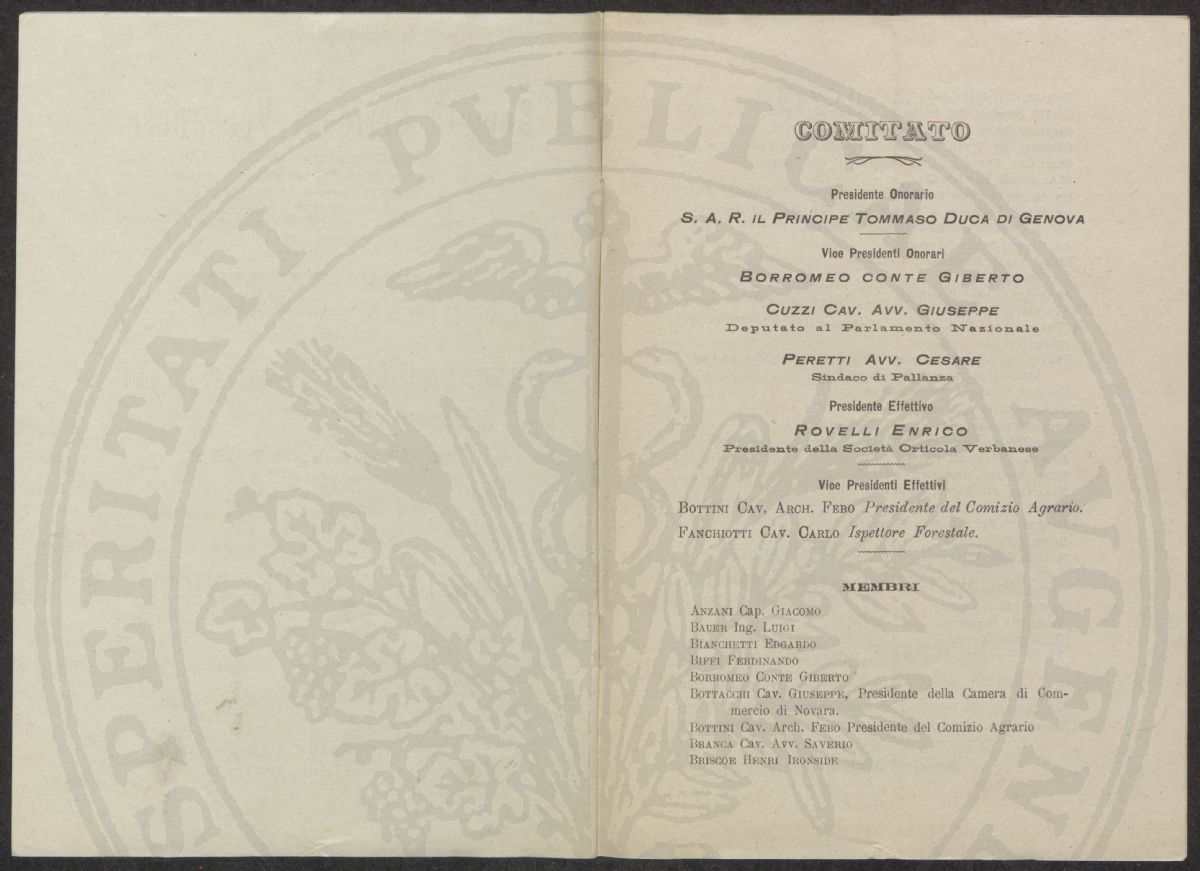 PVBLICAE
SPERITATI
AVGEN
COMITATO
Presidente Onorario
S. A. R. IL PRINCIPE TOMMASO DUCA DI GENOVA
Vice Presidenti Onorari
BORROMEO CONTE GIBERTO
CUZZI CAV. AVV. GIUSEPPE
Deputato al Parlamento Nazionale
PERETTI AVV. CESARE
Sindaco di Pallanza
Presidente Effettivo
ROVELLI ENRICO
Presidente della Società Orticola Verbanese
Vice Presidenti Effettivi
BOTTINI CAV. ARCH. FEBO Presidente del Comizio Agrario.
FANCHIOTTI CAV. CARLO Ispettore Forestale.
MEMBRI
ANZANI Cap. GIACOMO
BAUER Ing. LUIGI
BIANCHETTI EDGARDO
BIFFI FERDINANDO
BORROMEO CONTE GIBERTO
BOTTACCHI CAV. GIUSEPPE, Presidente della Camera di Com-
mercio di Novara.
BOTTINI CAV. Arch. FEBO Presidente del Comizio Agrario
BRANCA CAV. AVV. SAVERIO
BRISCOE HENRI IRONSIDE